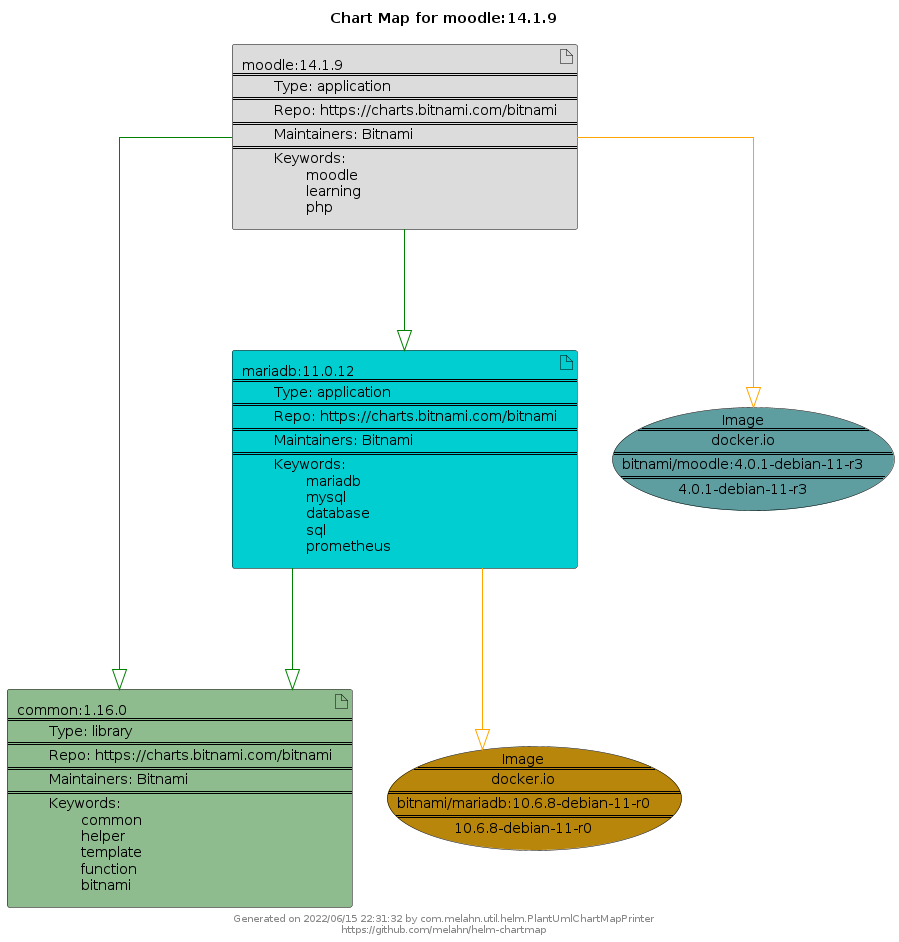 Chart Map for moodle:14.1.9
moodle:14.1.9
Type: application
Repo: https://charts.bitnami.com/bitnami
Maintainers: Bitnami
Keywords:
moodle
learning
php
mariadb:11.0.12
Type: application
Repo: https://charts.bitnami.com/bitnami
Maintainers: Bitnami
Keywords:
mariadb
mysql
database
sql
prometheus
Image
docker.io
bitnami/moodle:4.0.1-debian-11-r3
4.0.1-debian-11-r3
common:1.16.0
Type: library
Repo: https://charts.bitnami.com/bitnami
Maintainers: Bitnami
Keywords:
common
helper
template
function
bitnami
Image
docker.io
bitnami/mariadb:10.6.8-debian-11-r0
10.6.8-debian-11-r0
Generated on 2022/06/15 22:31:32 by com.melahn.util.helm.PlantUmlChartMapPrinter
https://github.com/melahn/helm-chartmap